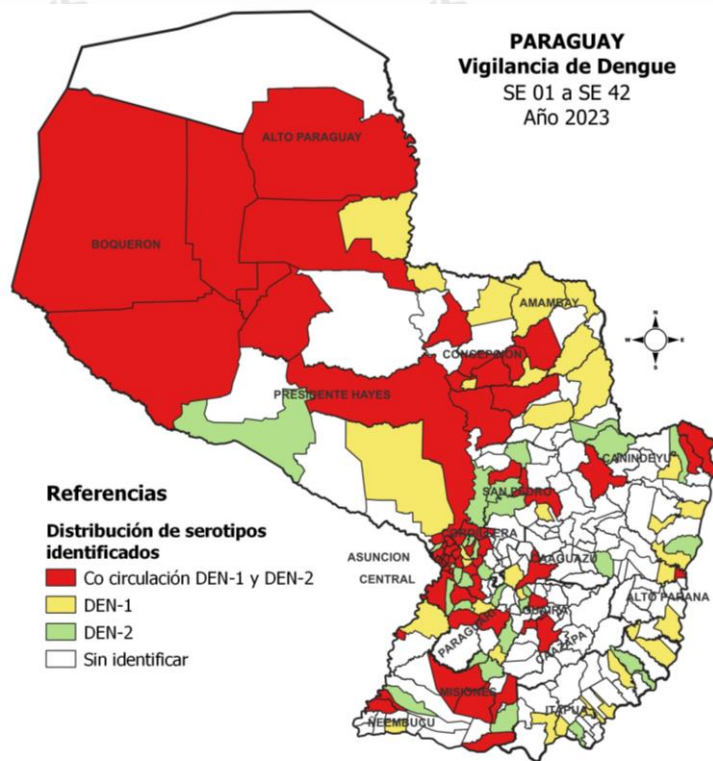 PARAGUAY
Vigilancia de Dengue
SE 01 a SE 42
Año 2023
ALTO PARAGUAY
BOQUERON
AMAMBAY
N
W E
S
CONCEPCION
PRESIDENTE HAYES
CANINDEYU
SAN PEDRO
Referencias
Distribución de serotipos
identificados
Co circulación DEN-1 y DEN-2
DEN-1
DEN-2
Sin identificar
CORDILLERA
ASUNCION
CAAGUAZU
CENTRAL
ALTO PARANA
GUAIRA
PARAGUARI
CAAZAPA
MISIONES
ITAPUA
ÑEEMBUCU